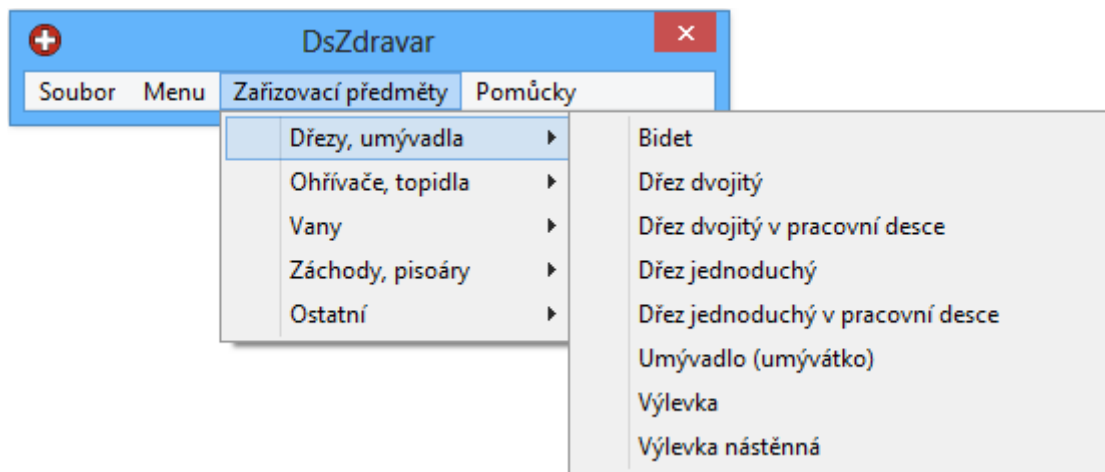 DsZdravar
Soubor Menu Zařizovací předměty Pomůcky
Dřezy, umývadla
Ohřívače, topidla
Vany
Záchody, pisoáry
Ostatní
Bidet
Dřez dvojitý
Dřez dvojitý v pracovní desce
Dřez jednoduchý
Dřez jednoduchý v pracovní desce
Umývadlo (umývátko)
Výlevka
Výlevka nástěnná